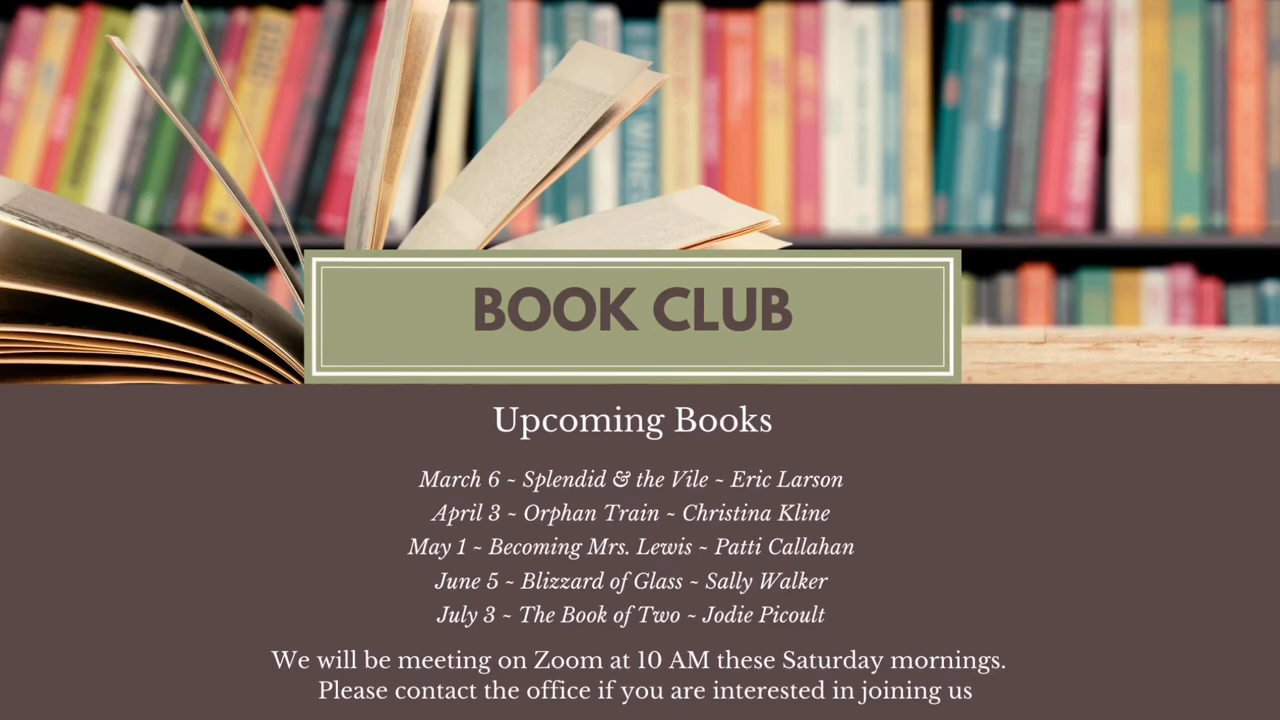 BOOK CLUB
Upcoming Books
March 6 ~ Splendid & the Vile ~ Eric Larson
April 3 ~ Orphan Train ~ Christina Kline
May 1 ~ Becoming Mrs. Lewis ~ Patti Callahan
June 5 ~ Blizzard of Glass ~ Sally Walker
July 3 ~ The Book of Two ~ Jodie Picoult
We will be meeting on Zoom at 10 AM these Saturday mornings.
Please contact the office if you are interested in joining us